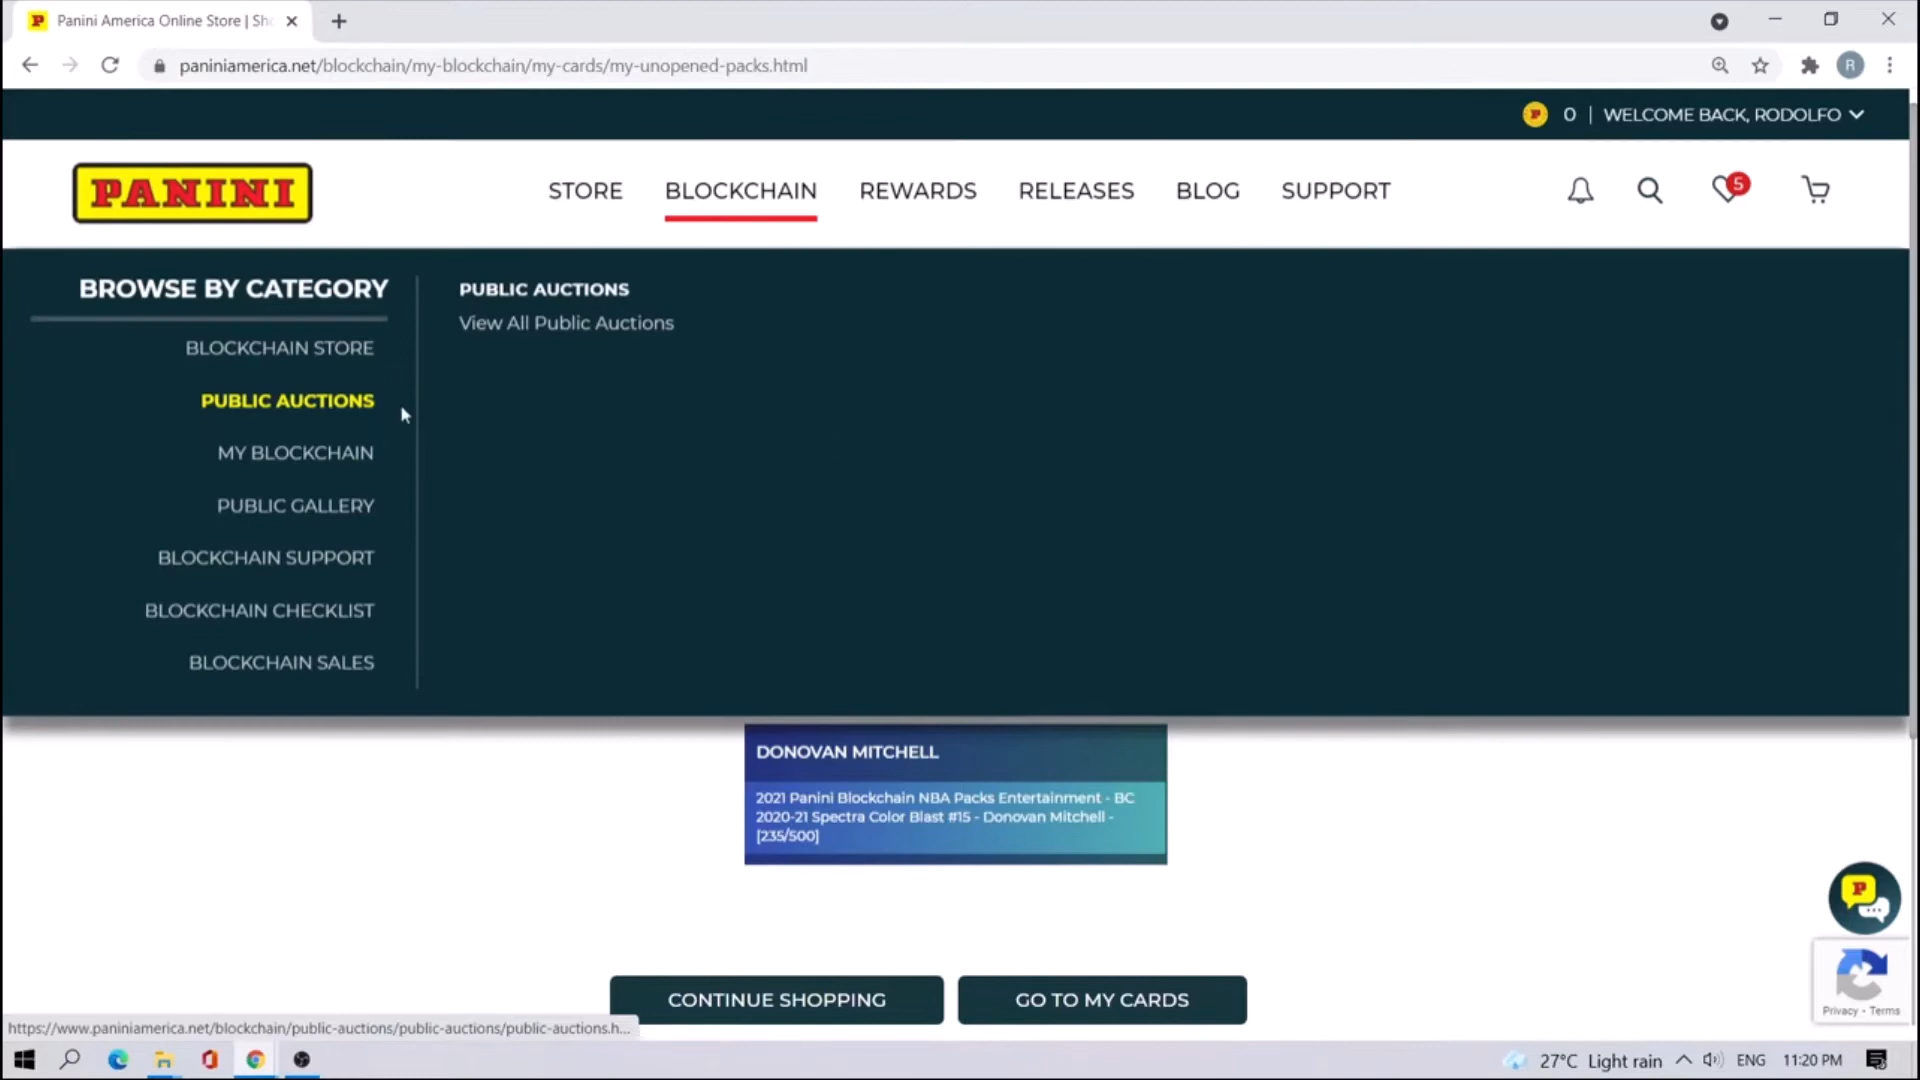 Panini America Online Store | Sho
paniniamerica.net/blockchain/my-blockchain/my-cards/my-unopened-packs.html
R
P 0 | WELCOME BACK, RODOLFO
PANINI
STORE BLOCKCHAIN REWARDS RELEASES BLOG SUPPORT
5
BROWSE BY CATEGORY
BLOCKCHAIN STORE
PUBLIC AUCTIONS
MY BLOCKCHAIN
PUBLIC GALLERY
BLOCKCHAIN SUPPORT
BLOCKCHAIN CHECKLIST
BLOCKCHAIN SALES
PUBLIC AUCTIONS
View All Public Auctions
DONOVAN MITCHELL
2021 Panini Blockchain NBA Packs Entertainment - BC
2020-21 Spectra Color Blast #15 - Donovan Mitchell -
[235/500]
P
CONTINUE SHOPPING
GO TO MY CARDS
Privacy - Terms
https://www.paniniamerica.net/blockchain/public-auctions/public-auctions/public-auctions.h...
27°C Light rain ENG 11:20 PM